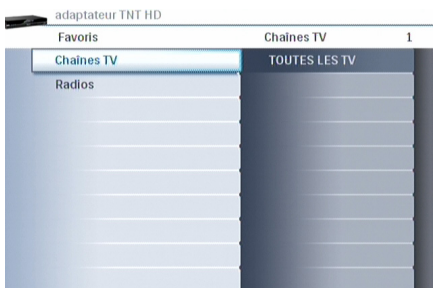 adaptateur TNT HD
Favoris Chaînes TV 1
Chaînes TV TOUTES LES TV
Radios